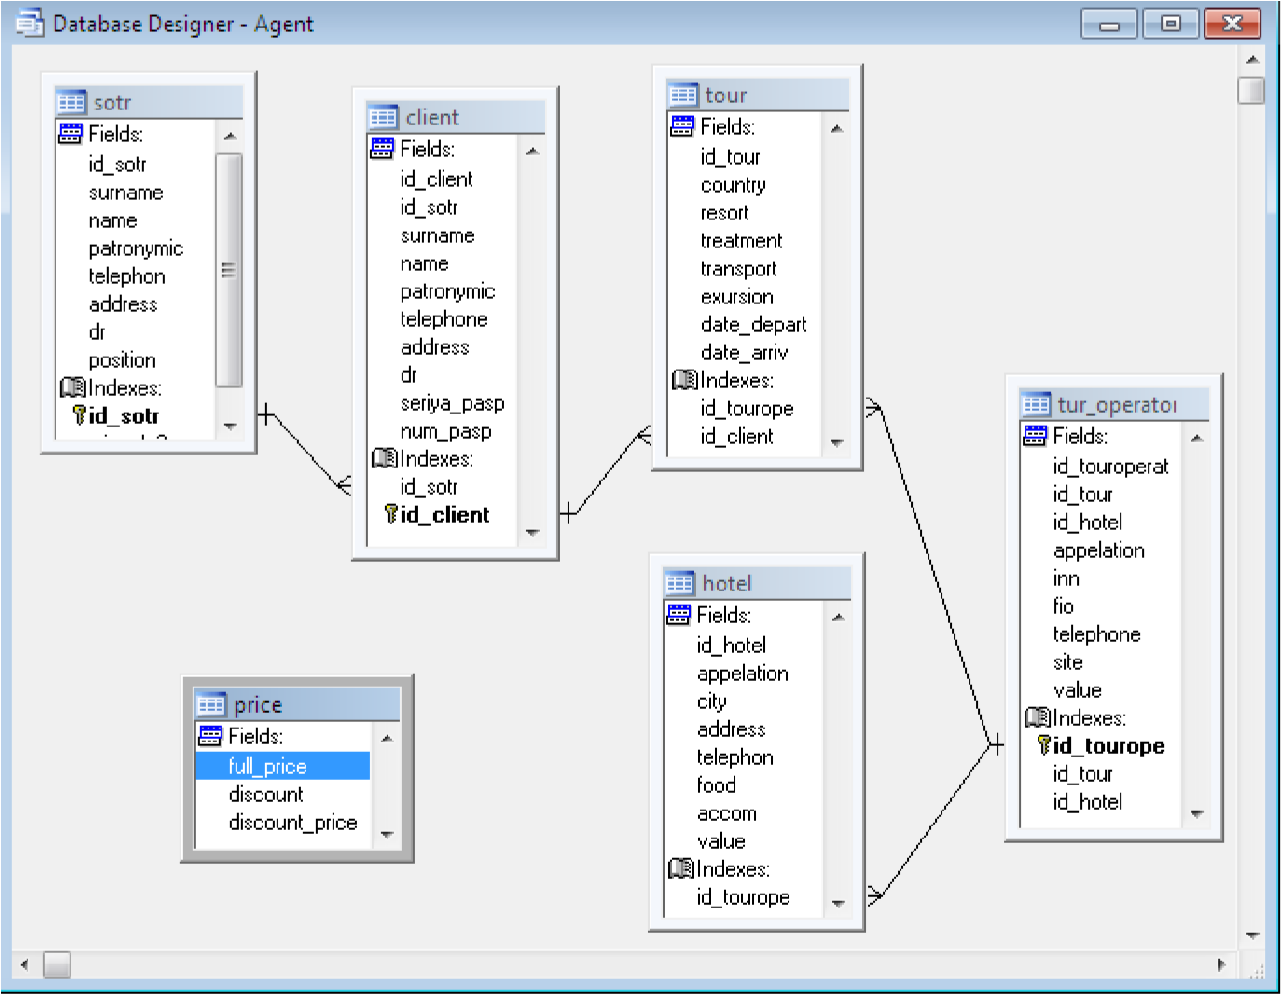 Database Designer - Agent
sotr
Fields:
id_sotr
surname
name
patronymic
telephon
address
dr
position
Indexes:
id_sotr
client
Fields:
id_client
id_sotr
surname
name
patronymic
telephone
address
dr
seriya_pasp
num_pasp
Indexes:
id_sotr
id_client
tour
Fields:
id_tour
country
resort
treatment
transport
exursion
date_depart
date_arriv
Indexes:
id_tourope
id_client
tur_operator
Fields:
id_touroperat
id_tour
id_hotel
appelation
inn
fio
telephone
site
value
Indexes:
id_tourope
id_tour
id_hotel
hotel
Fields:
id_hotel
appelation
city
address
telephon
food
accom
value
Indexes:
id_tourope
price
Fields:
full_price
discount
discount_price